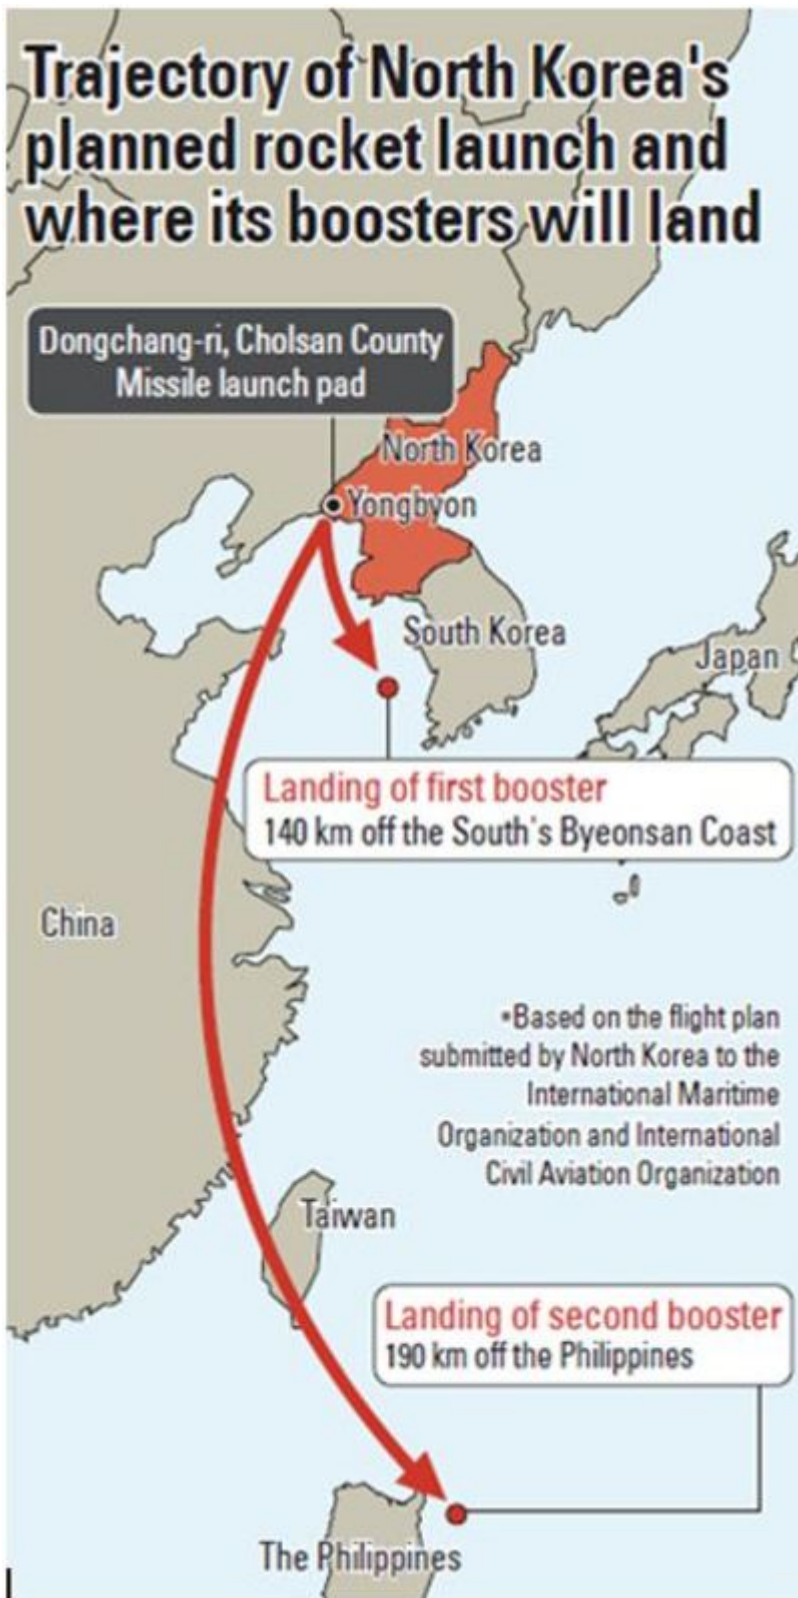 Trajectory of North Korea's
planned rocket launch and
where its boosters will land
Dongchang-ri, Cholsan County
Missile launch pad
North Korea
Yongbyon
South Korea
Japan
Landing of first booster
140 km off the South's Byeonsan Coast
China
*Based on the flight plan
submitted by North Korea to the
International Maritime
Organization and International
Civil Aviation Organization
Taiwan
Landing of second booster
190 km off the Philippines
The Philippines